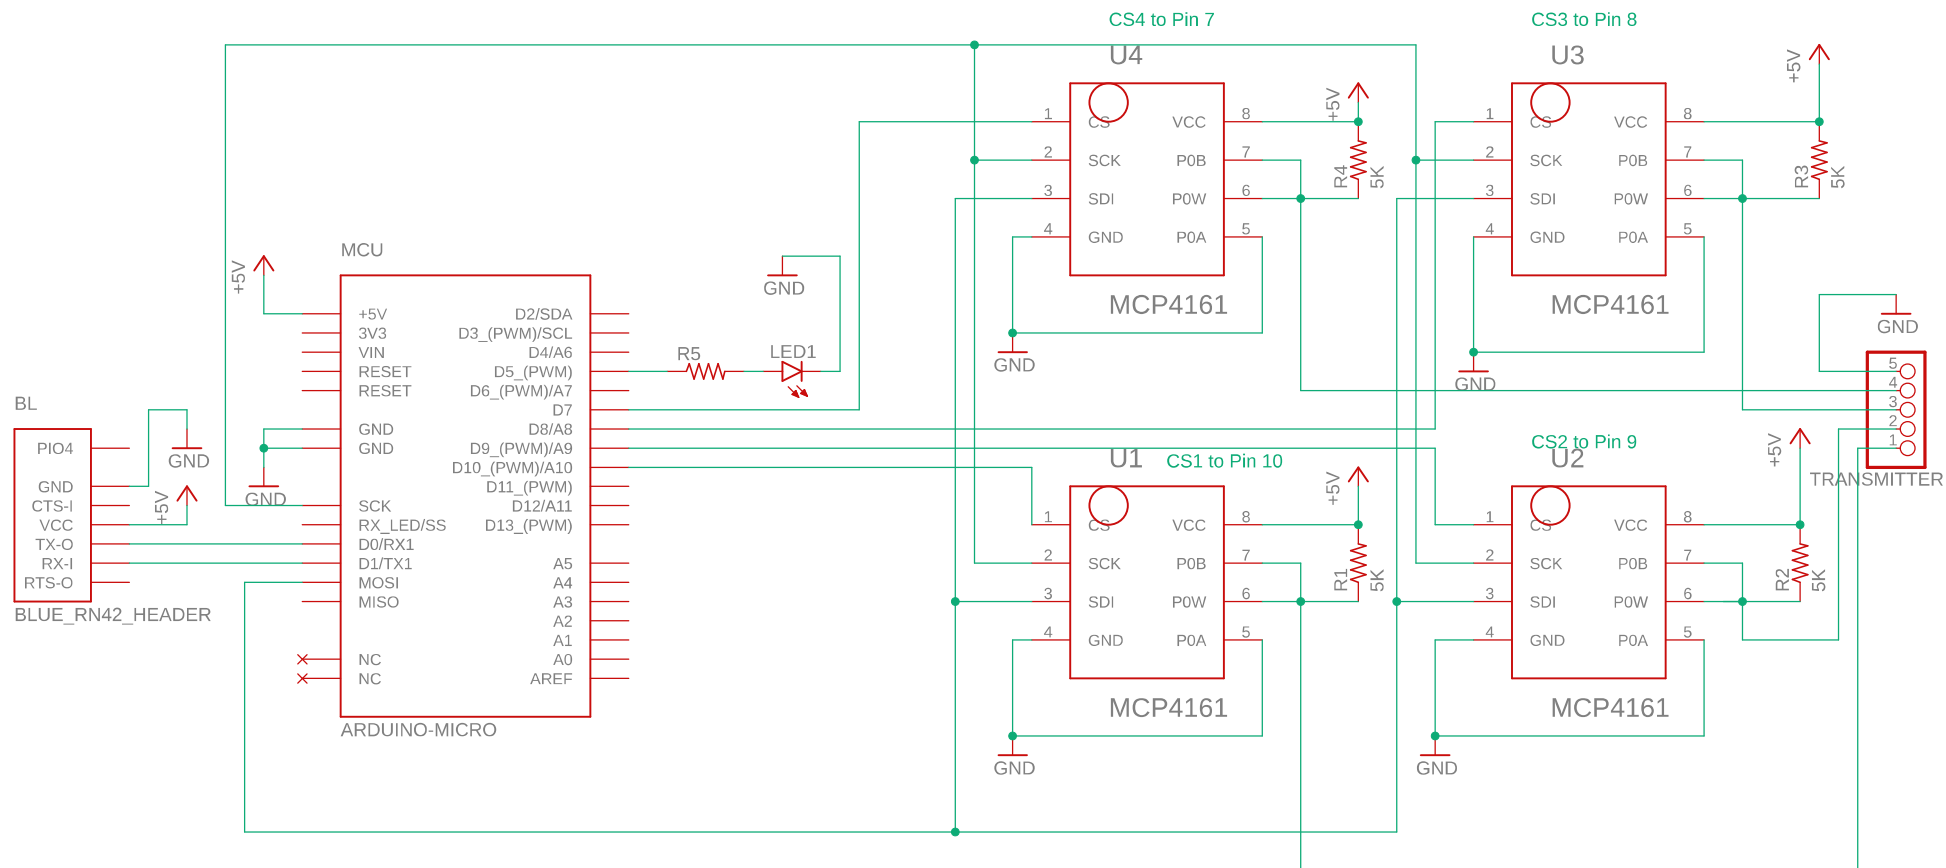 CS4 to Pin 7
CS3 to Pin 8
U4
U3
+5V
+5V
1
CS
VCC
8
2
SCK
P0B
7
3
SDI
P0W
6
4
GND
P0A
5
R4
5K
MCP4161
GND
1
CS
VCC
8
2
SCK
P0B
7
3
SDI
P0W
6
4
GND
P0A
5
R3
5K
MCP4161
GND
MCU
+5V
+5V
3V3
VIN
RESET
RESET
GND
GND
GND
SCK
RX_LED/SS
D0/RX1
D1/TX1
MOSI
MISO
NC
NC
D2/SDA
D3_(PWM)/SCL
D4/A6
D5_(PWM)
D6_(PWM)/A7
D7
D8/A8
D9_(PWM)/A9
D10_(PWM)/A10
D11_(PWM)
D12/A11
D13_(PWM)
A5
A4
A3
A2
A1
A0
AREF
ARDUINO-MICRO
R5
LED1
GND
BL
PIO4
GND
CTS-I
VCC
TX-O
RX-I
RTS-O
GND
+5V
BLUE_RN42_HEADER
GND
5
4
3
2
1
TRANSMITTER
U1
CS1 to Pin 10
CS2 to Pin 9
U2
+5V
+5V
1
CS
VCC
8
2
SCK
P0B
7
3
SDI
P0W
6
4
GND
P0A
5
R1
5K
MCP4161
GND
1
CS
VCC
8
2
SCK
P0B
7
3
SDI
P0W
6
4
GND
P0A
5
R2
5K
MCP4161
GND